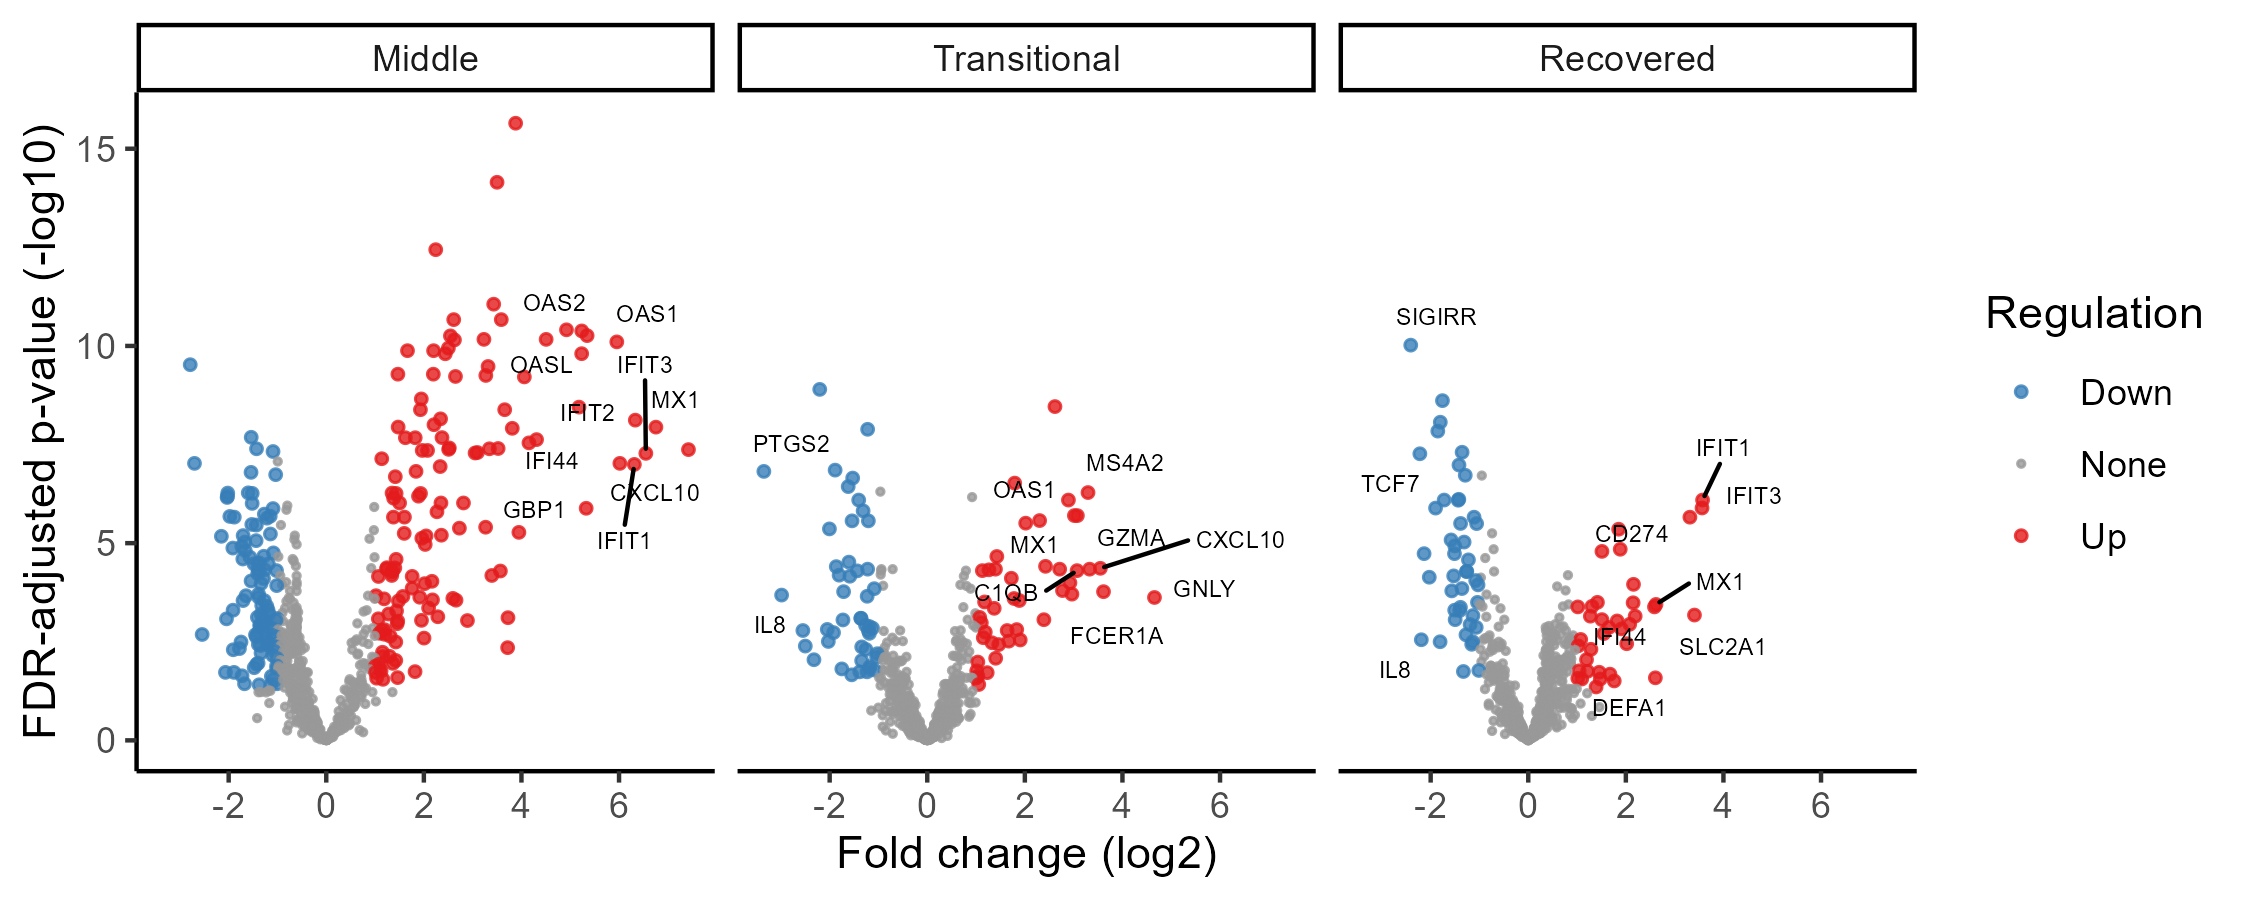 Middle
Transitional
Recovered
FDR-adjusted p-value (-log10)
15
10
5
0
OAS2
OAS1
OASL
IFIT3
MX1
IFIT2
IFI44
CXCL10
GBP1
IFIT1
PTGS2
MS4A2
OAS1
GZMA
CXCL10
MX1
C1QB
GNLY
IL8
FCER1A
SIGIRR
IFIT1
TCF7
IFIT3
CD274
MX1
IFI44
SLC2A1
IL8
DEFA1
-2 0 2 4 6
-2 0 2 4 6
-2 0 2 4 6
Fold change (log2)
Regulation
Down
None
Up